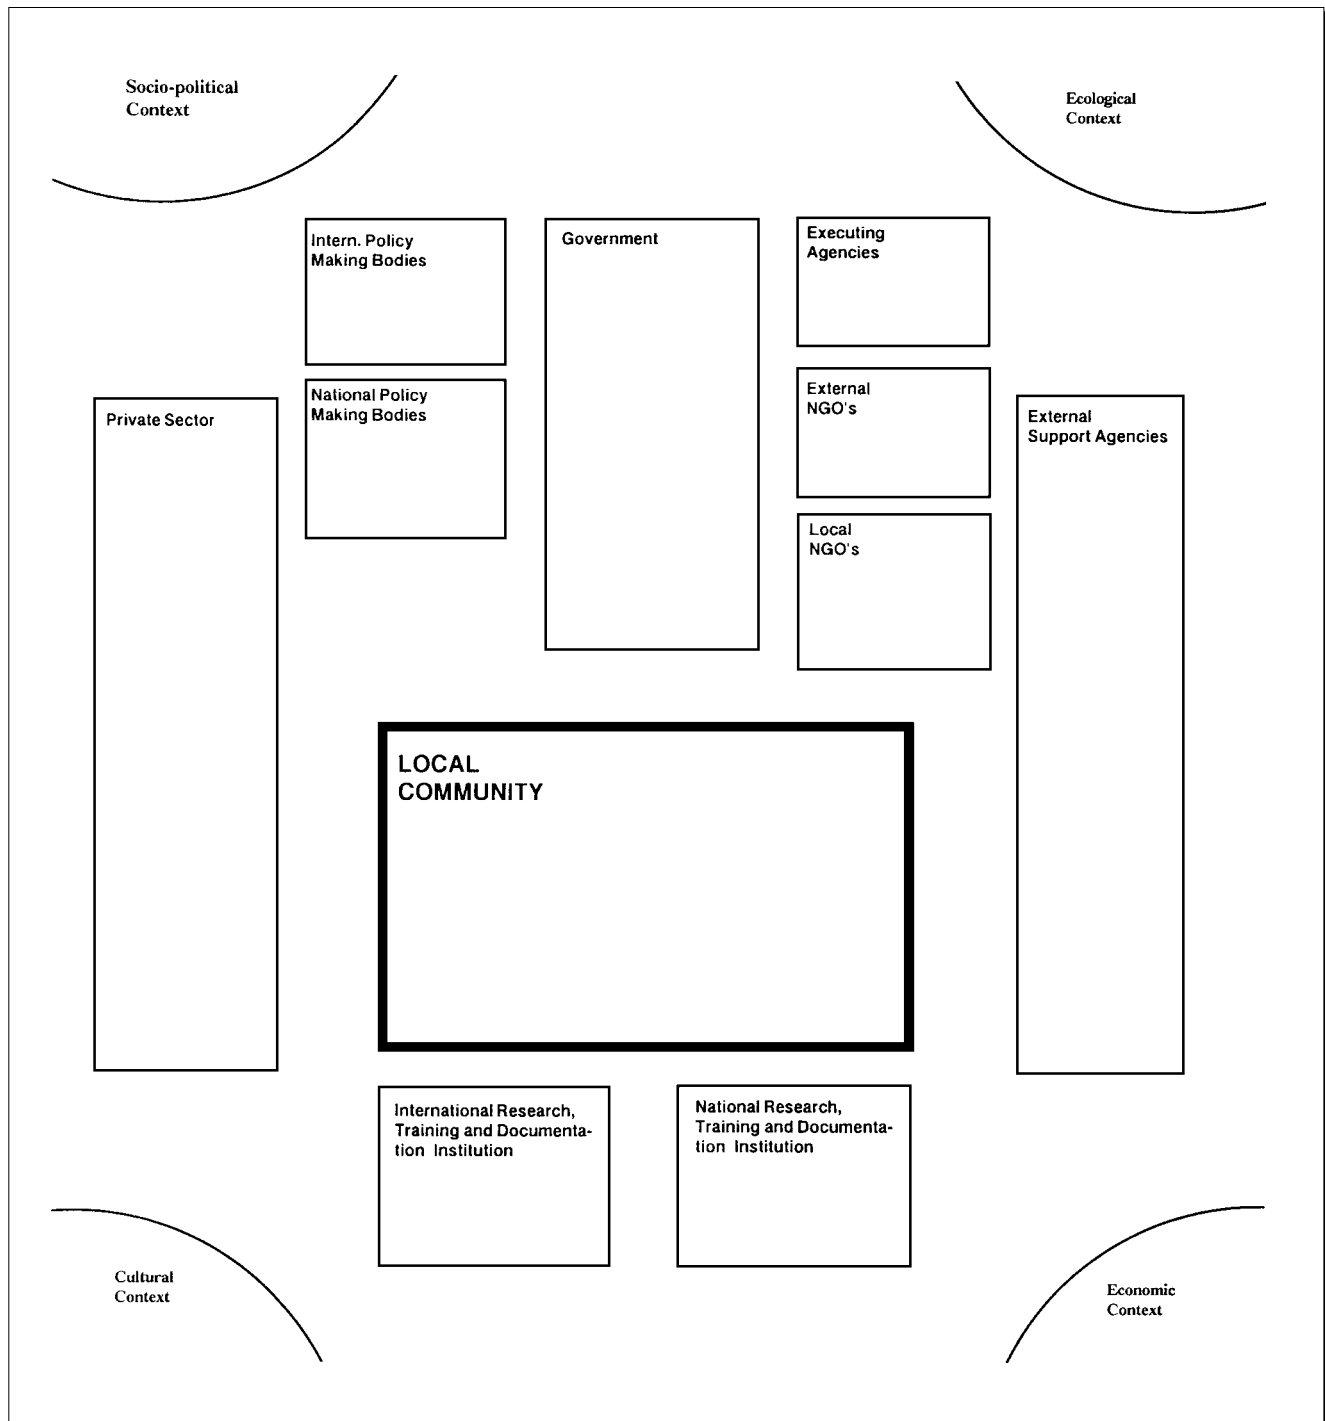 Socio-political
Context
Ecological
Context
Intern. Policy
Making Bodies
Government
Executing
Agencies
National Policy
Making Bodies
External
NGO's
Private Sector
External
Support Agencies
Local
NGO's
LOCAL
COMMUNITY
International Research,
Training and Documenta-
tion Institution
National Research,
Training and Documenta-
tion Institution
Cultural
Context
Economic
Context